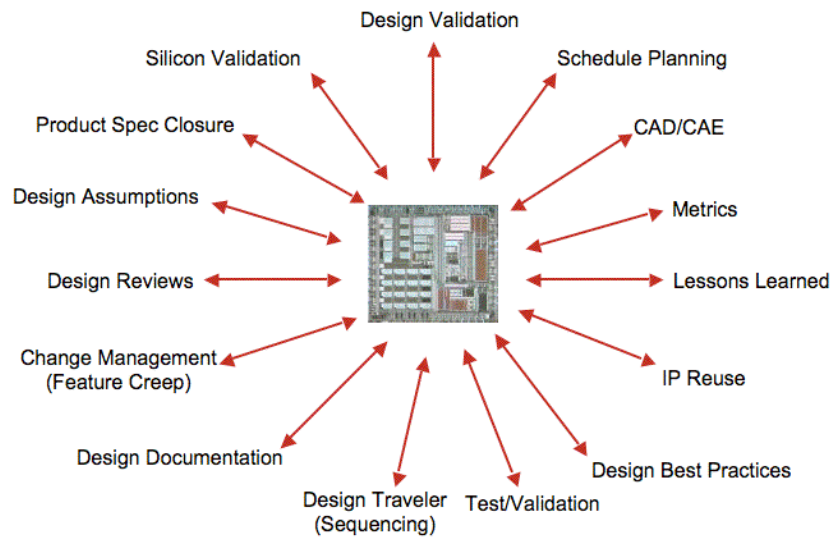 Design Validation
Silicon Validation
Schedule Planning
Product Spec Closure
CAD/CAE
Design Assumptions
Metrics
Design Reviews
Lessons Learned
Change Management
(Feature Creep)
IP Reuse
Design Documentation
Design Best Practices
Design Traveler
(Sequencing)
Test/Validation